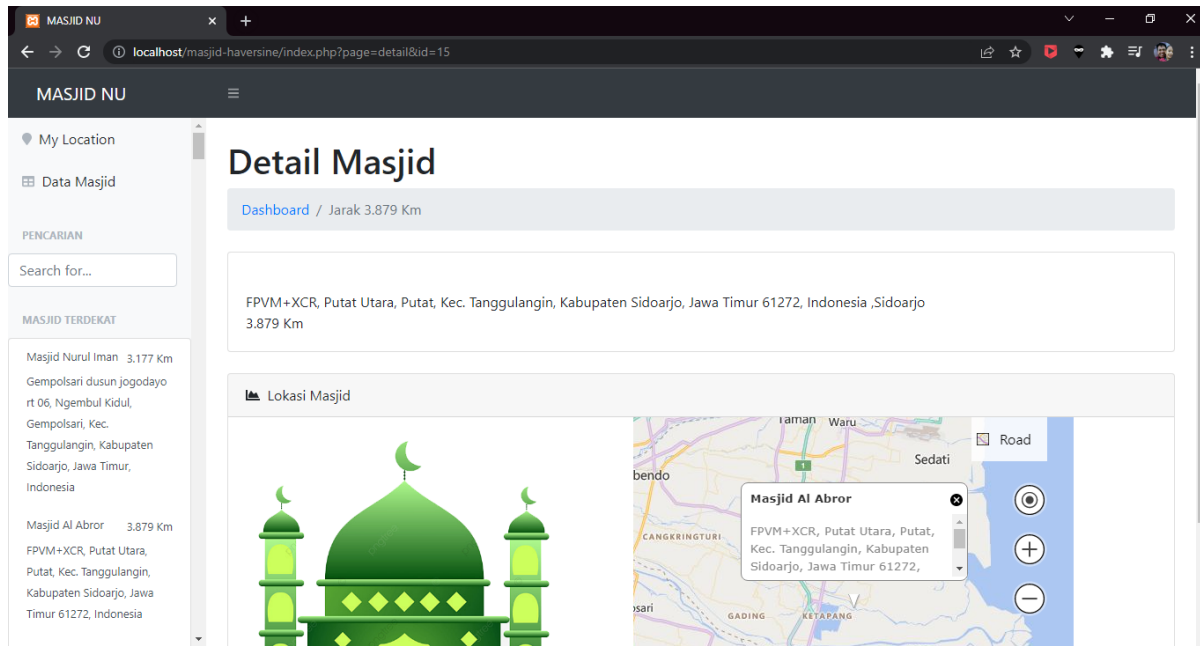 MASJID NU
localhost/masjid-haversine/index.php?page=detail&id=15
MASJID NU
My Location
Data Masjid
PENCARIAN
Search for...
MASJID TERDEKAT
Masjid Nurul Iman 3.177 Km
Gempolsari dusun jogodayo
rt 06, Ngembul Kidul,
Gempolsari, Kec.
Tanggulangin, Kabupaten
Sidoarjo, Jawa Timur,
Indonesia
Masjid Al Abror 3.879 Km
FPVM+XCR, Putat Utara,
Putat, Kec. Tanggulangin,
Kabupaten Sidoarjo, Jawa
Timur 61272, Indonesia
Detail Masjid
Dashboard / Jarak 3.879 Km
FPVM+XCR, Putat Utara, Putat, Kec. Tanggulangin, Kabupaten Sidoarjo, Jawa Timur 61272, Indonesia ,Sidoarjo
3.879 Km
Lokasi Masjid
Taman Waru
Road
Sedati
1
bendo
Masjid Al Abror
FPVM+XCR, Putat Utara, Putat,
Kec. Tanggulangin, Kabupaten
Sidoarjo, Jawa Timur 61272,
CANGKRINGTURI
sari
GADING KETAPANG